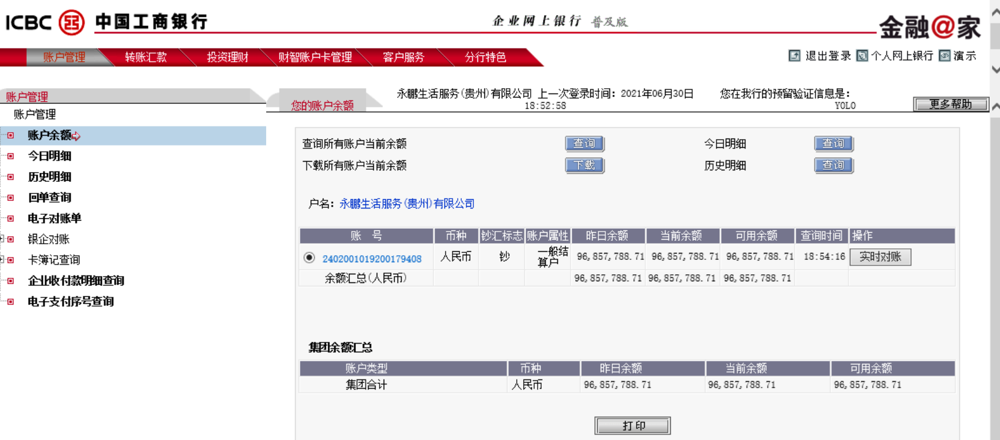 ICBC 中国工商银行
企业网上银行 普及版
金融@家
账户管理 转账汇款 投资理财 财智账户卡管理 客户服务 分行特色
退出登录 个人网上银行 演示
账户管理
账户管理
账户余额
今日明细
历史明细
回单查询
电子对账单
银企对账
卡簿记查询
企业收付款明细查询
电子支付序号查询
您的账户余额
永鹏生活服务(贵州)有限公司 上一次登录时间：2021年06月30日
18:52:58
您在我行的预留验证信息是：
YOLO
更多帮助
查询所有账户当前余额 查询 今日明细 查询
下载所有账户当前余额 下载 历史明细 查询
户名：永鹏生活服务(贵州)有限公司
账 号 币种 钞汇标志 账户属性 昨日余额 当前余额 可用余额 查询时间 操作
2402001019200179408 人民币 钞 一般结算户 96,857,788.71 96,857,788.71 96,857,788.71 18:54:16 实时对账
余额汇总(人民币) 96,857,788.71 96,857,788.71 96,857,788.71
集团余额汇总
账户类型 币种 昨日余额 当前余额 可用余额
集团合计 人民币 96,857,788.71 96,857,788.71 96,857,788.71
打印